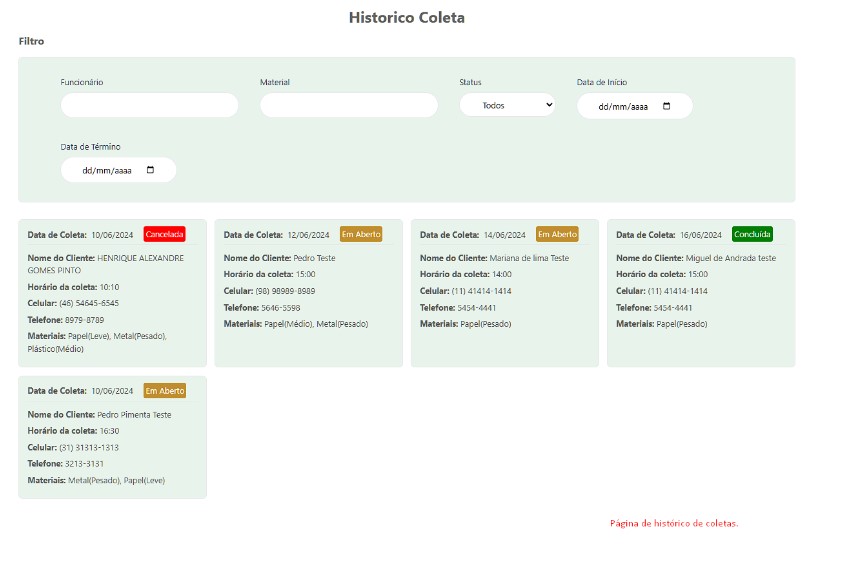 Historico Coleta
Filtro
Funcionário
Material
Status
Data de Início
Todos
dd/mm/aaaa
Data de Término
dd/mm/aaaa
Data de Coleta: 10/06/2024 Cancelada
Nome do Cliente: HENRIQUE ALEXANDRE
GOMES PINTO
Horário da coleta: 10:10
Celular: (46) 54645-6545
Telefone: 8979-8789
Materiais: Papel(Leve), Metal(Pesado),
Plástico(Médio)
Data de Coleta: 12/06/2024 Em Aberto
Nome do Cliente: Pedro Teste
Horário da coleta: 15:00
Celular: (98) 98989-8989
Telefone: 5646-5598
Materiais: Papel(Médio), Metal(Pesado)
Data de Coleta: 14/06/2024 Em Aberto
Nome do Cliente: Mariana de lima Teste
Horário da coleta: 14:00
Celular: (11) 41414-1414
Telefone: 5454-4441
Materiais: Papel(Pesado)
Data de Coleta: 16/06/2024 Concluída
Nome do Cliente: Miguel de Andrada teste
Horário da coleta: 15:00
Celular: (11) 41414-1414
Telefone: 5454-4441
Materiais: Papel(Pesado)
Data de Coleta: 10/06/2024 Em Aberto
Nome do Cliente: Pedro Pimenta Teste
Horário da coleta: 16:30
Celular: (31) 31313-1313
Telefone: 3213-3131
Materiais: Metal(Pesado), Papel(Leve)
Página de histórico de coletas.